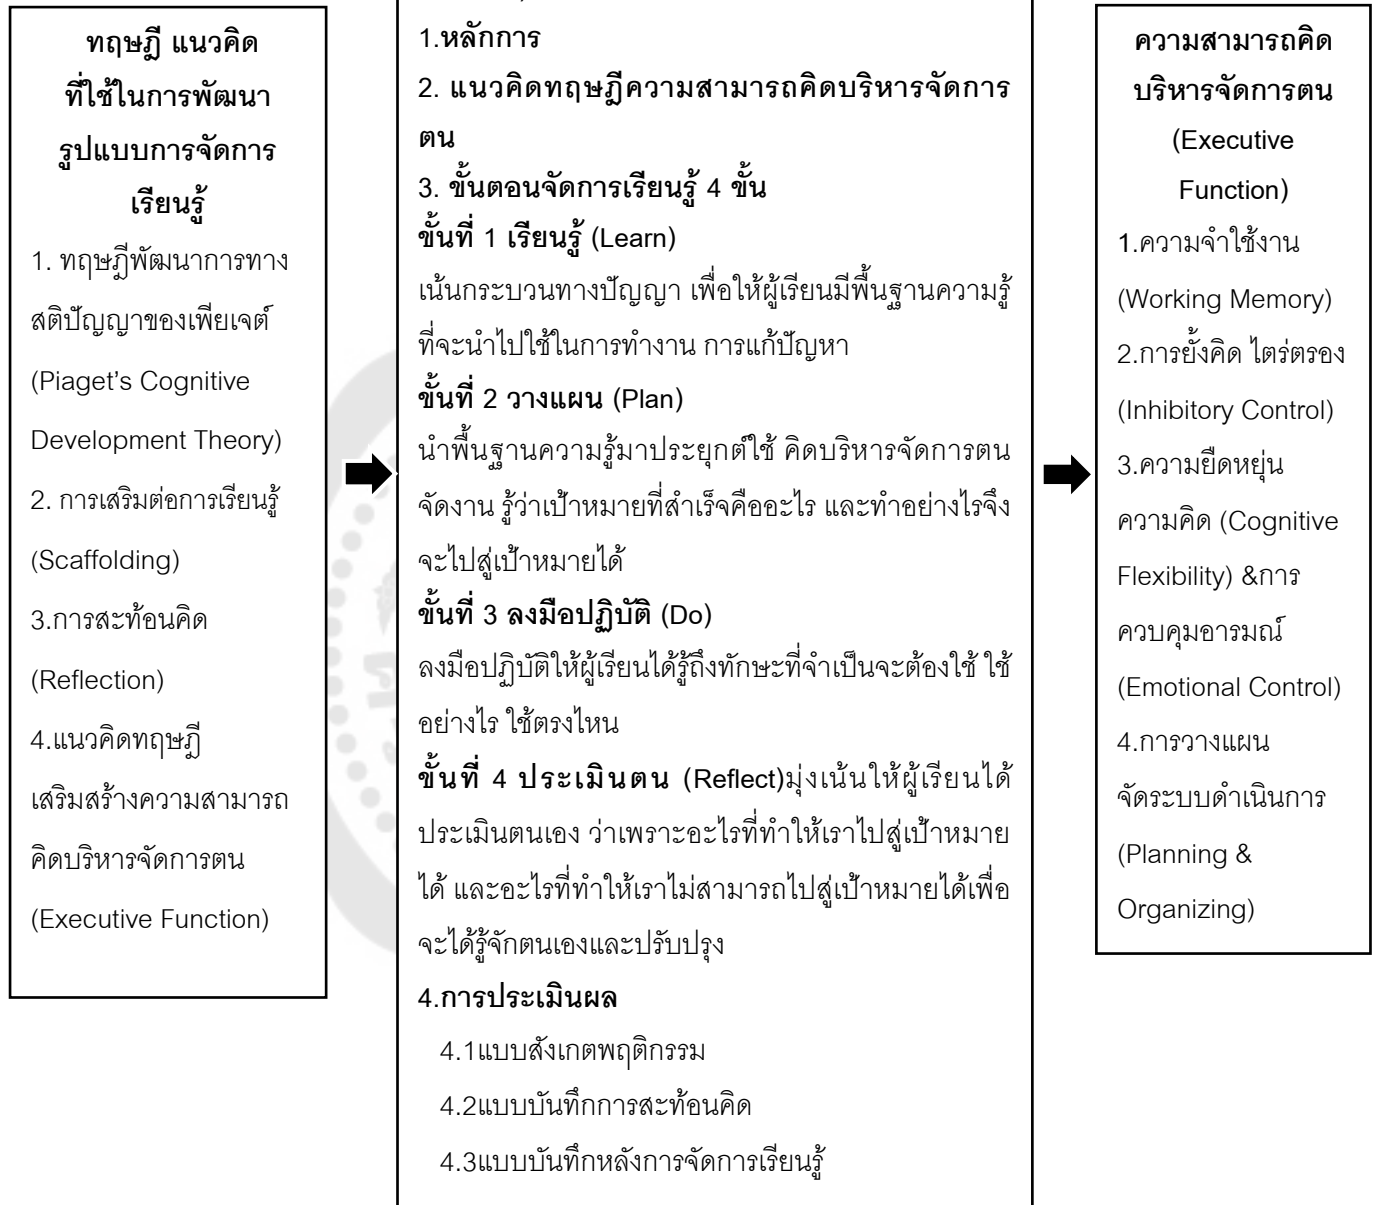 ทฤษฎี แนวคิด
ที่ใช้ในการพัฒนา
รูปแบบการจัดการ
เรียนรู้
1. ทฤษฎีพัฒนาการทาง
สติปัญญาของเพียเจต์
(Piaget's Cognitive
Development Theory)
2. การเสริมต่อการเรียนรู้
(Scaffolding)
3.การสะท้อนคิด
(Reflection)
4.แนวคิดทฤษฎี
เสริมสร้างความสามารถ
คิดบริหารจัดการตน
(Executive Function)
1.หลักการ
2. แนวคิดทฤษฎีความสามารถคิดบริหารจัดการ
ตน
3. ขั้นตอนจัดการเรียนรู้ 4 ขั้น
ขั้นที่ 1 เรียนรู้ (Learn)
เน้นกระบวนทางปัญญา เพื่อให้ผู้เรียนมีพื้นฐานความรู้
ที่จะนำไปใช้ในการทำงาน การแก้ปัญหา
ขั้นที่ 2 วางแผน (Plan)
นำพื้นฐานความรู้มาประยุกต์ใช้ คิดบริหารจัดการตน
จัดงาน รู้ว่าเป้าหมายที่สำเร็จคืออะไร และทำอย่างไรจึง
จะไปสู่เป้าหมายได้
ขั้นที่ 3 ลงมือปฏิบัติ (Do)
ลงมือปฏิบัติให้ผู้เรียนได้รู้ถึงทักษะที่จำเป็นจะต้องใช้ ใช้
อย่างไร ใช้ตรงไหน
ขั้นที่ 4 ประเมินตน (Reflect)มุ่งเน้นให้ผู้เรียนได้
ประเมินตนเอง ว่าเพราะอะไรที่ทำให้เราไปสู่เป้าหมาย
ได้ และอะไรที่ทำให้เราไม่สามารถไปสู่เป้าหมายได้เพื่อ
จะได้รู้จักตนเองและปรับปรุง
4.การประเมินผล
4.1แบบสังเกตพฤติกรรม
4.2แบบบันทึกการสะท้อนคิด
4.3แบบบันทึกหลังการจัดการเรียนรู้
ความสามารถคิด
บริหารจัดการตน
(Executive
Function)
1.ความจำใช้งาน
(Working Memory)
2.การยั้งคิด ไตร่ตรอง
(Inhibitory Control)
3.ความยืดหยุ่น
ความคิด (Cognitive
Flexibility) &การ
ควบคุมอารมณ์
(Emotional Control)
4.การวางแผน
จัดระบบดำเนินการ
(Planning &
Organizing)